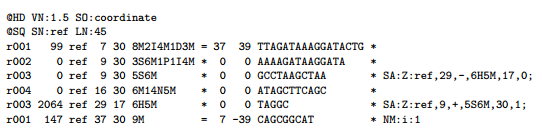 @HD VN:1.5 SO:coordinate
@SQ SN:ref LN:45
r001 99 ref 7 30 8M2I4M1D3M = 37 39 TTAGATAAAGGATACTG *
r002 0 ref 9 30 3S6M1P1I4M * 0 0 AAAAGATAAGGATA *
r003 0 ref 9 30 5S6M * 0 0 GCCTAAGCTAA * SA:Z:ref,29,-,6H5M,17,0;
r004 0 ref 16 30 6M14N5M * 0 0 ATAGCTTCAGC *
r003 2064 ref 29 17 6H5M * 0 0 TAGGC * SA:Z:ref,9,+,5S6M,30,1;
r001 147 ref 37 30 9M = 7 -39 CAGCGGCAT * NM:i:1